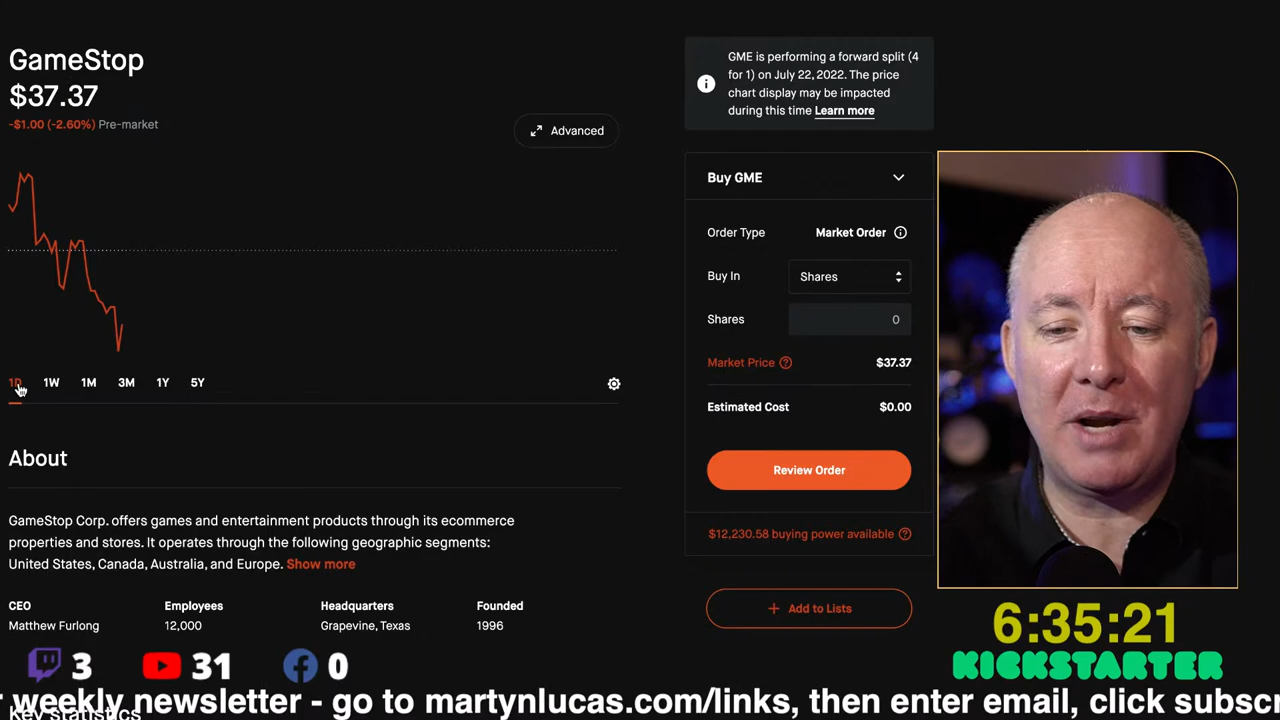 GameStop
$37.37
-$1.00 (-2.60%) Pre-market
Advanced
1D 1W 1M 3M 1Y 5Y
About
GameStop Corp. offers games and entertainment products through its ecommerce
properties and stores. It operates through the following geographic segments:
United States, Canada, Australia, and Europe. Show more
CEO Employees Headquarters Founded
Matthew Furlong 12,000 Grapevine, Texas 1996
GME is performing a forward split (4
for 1) on July 22, 2022. The price
chart display may be impacted
during this time Learn more
Buy GME
Order Type Market Order
Buy In Shares
Shares 0
Market Price $37.37
Estimated Cost $0.00
Review Order
$12,230.58 buying power available
+ Add to Lists
6:35:21
KICKSTARTER
3 31 0
r weekly newsletter - go to martynlucas.com/links, then enter email, click subscr
Key statistics